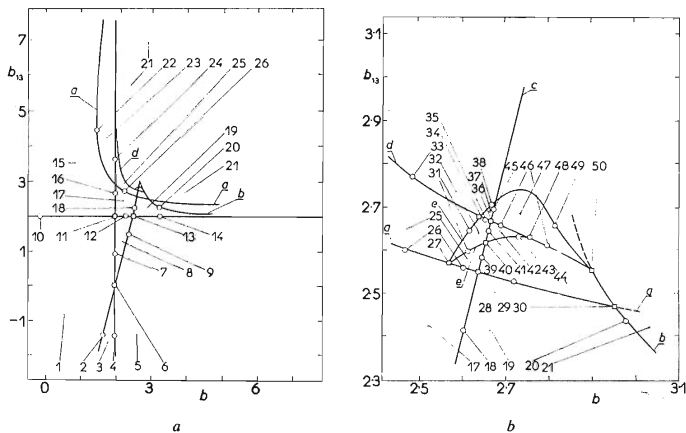 7
21 22 23 24 25 26
b₁₃
a
5
19
20
d
21
3
15
16
17
18
a
b
10
11 12 13 14
7 8 9
-1
1 2 3 4 5 6
0 3 b 6
a
3·1
b₁₃
c
2·9
35
34
d 33
32
31
38
37
36
45 46 47 48 49 50
2·7
e
25
a 26
27
39 40 41 42 43 44
e
2·5
28 29 30
a
b
17 18 19 20 21
2·3
2·5 2·7 b 3·1
b